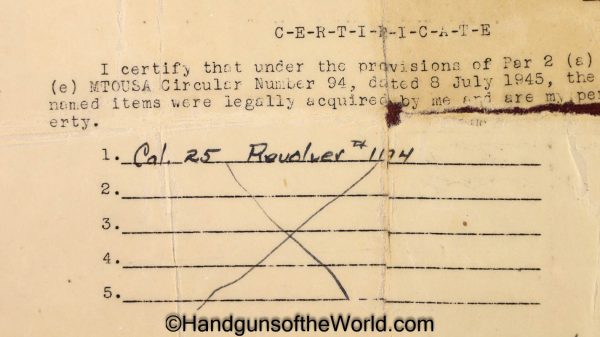 C-E-R-T-I-F-I-C-A-T-E
I certify that under the provisions of Par 2 (a)
(e) MTOUSA Circular Number 94, dated 8 July 1945, the
named items were legally acquired by me and are my per
erty.
1. Cal. 25 Revolver #1174
2.
3.
4.
5.
©HandgunsoftheWorld.com